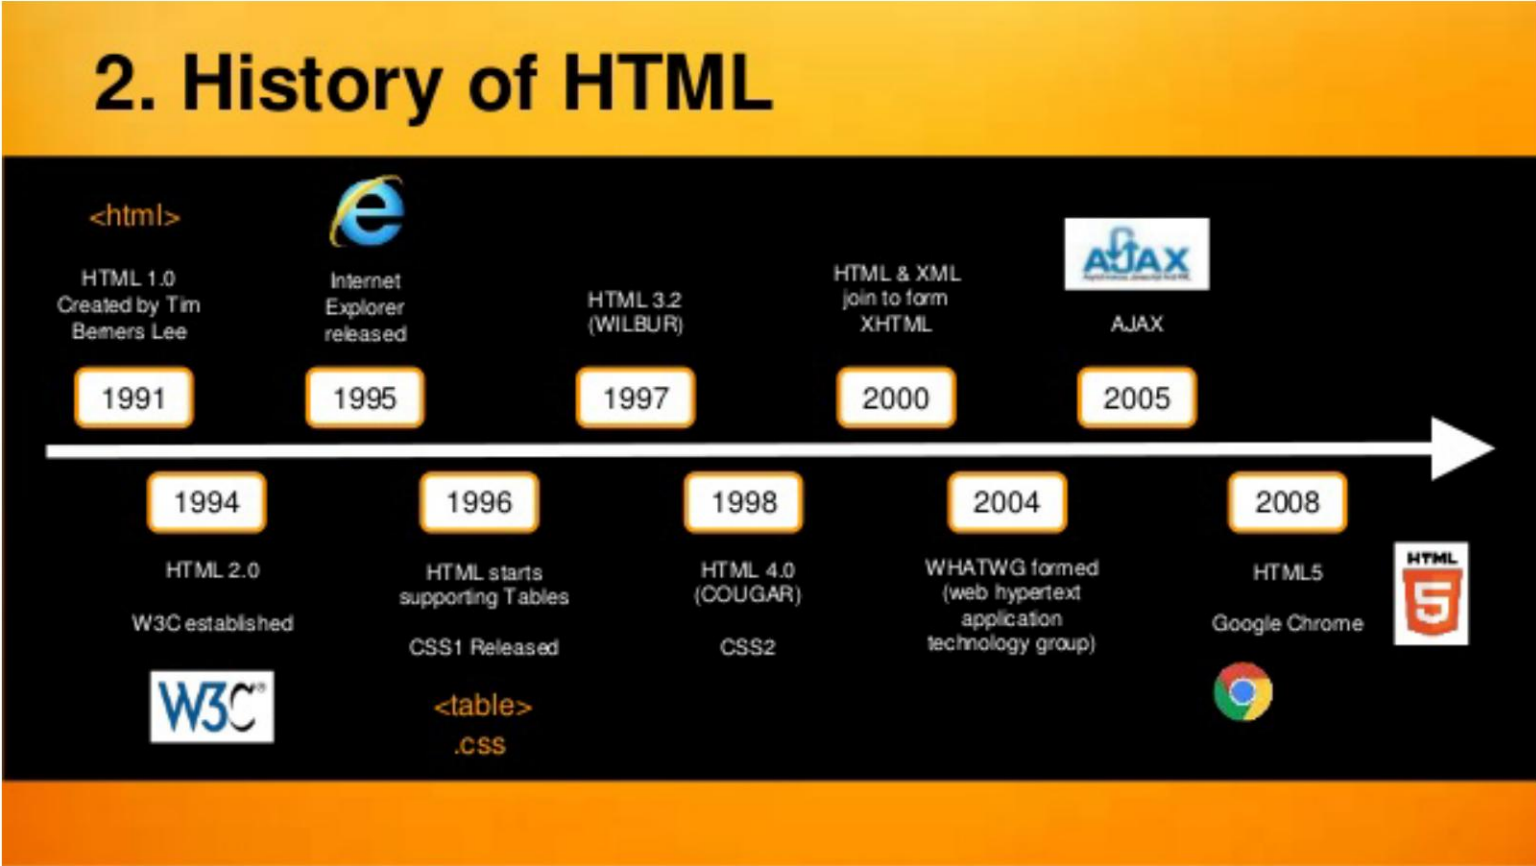 2. History of HTML
<html>
HTML 1.0
Created by Tim
Berners Lee
1991
Internet
Explorer
released
1995
HTML 3.2
(WILBUR)
1997
HTML & XML
join to form
XHTML
2000
AJAX
AJAX
2005
1994
HTML 2.0
W3C established
W3C®
1996
HTML starts
supporting Tables
CSS1 Released
<table>
.css
1998
HTML 4.0
(COUGAR)
CSS2
2004
WHATWG formed
(web hypertext
application
technology group)
2008
HTML5
Google Chrome
HTML
5